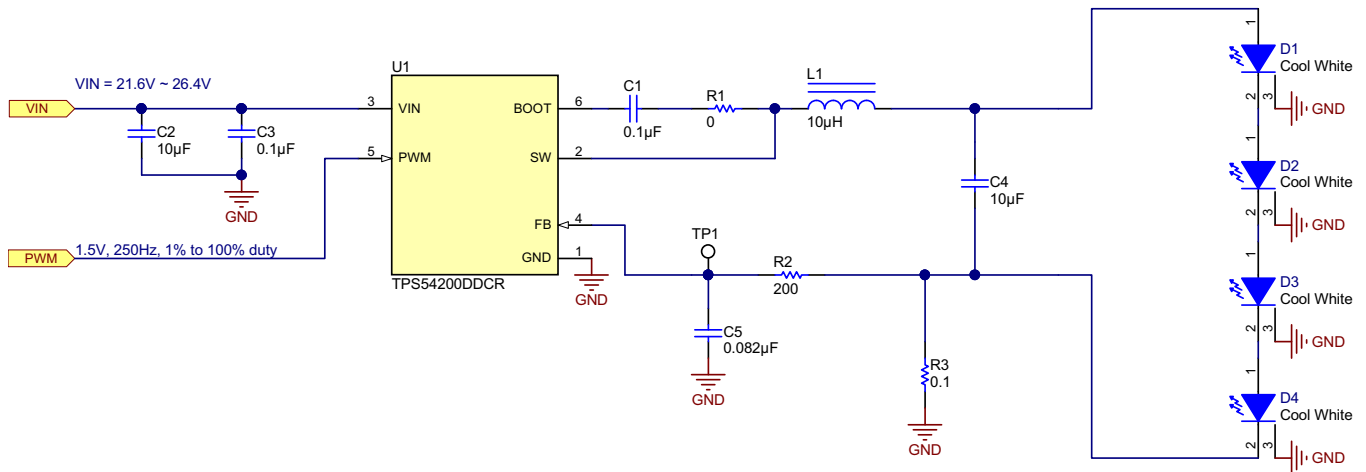 VIN = 21.6V ~ 26.4V
VIN
C2
10µF
C3
0.1µF
GND
PWM
1.5V, 250Hz, 1% to 100% duty
U1
3
VIN
5
PWM
BOOT
6
SW
2
FB
4
GND
1
TPS54200DDCR
GND
C1
0.1µF
R1
0
L1
10µH
C4
10µF
TP1
R2
200
C5
0.082µF
GND
R3
0.1
GND
1
D1
Cool White
2
3
GND
1
D2
Cool White
2
3
GND
1
D3
Cool White
2
3
GND
1
D4
Cool White
2
3
GND